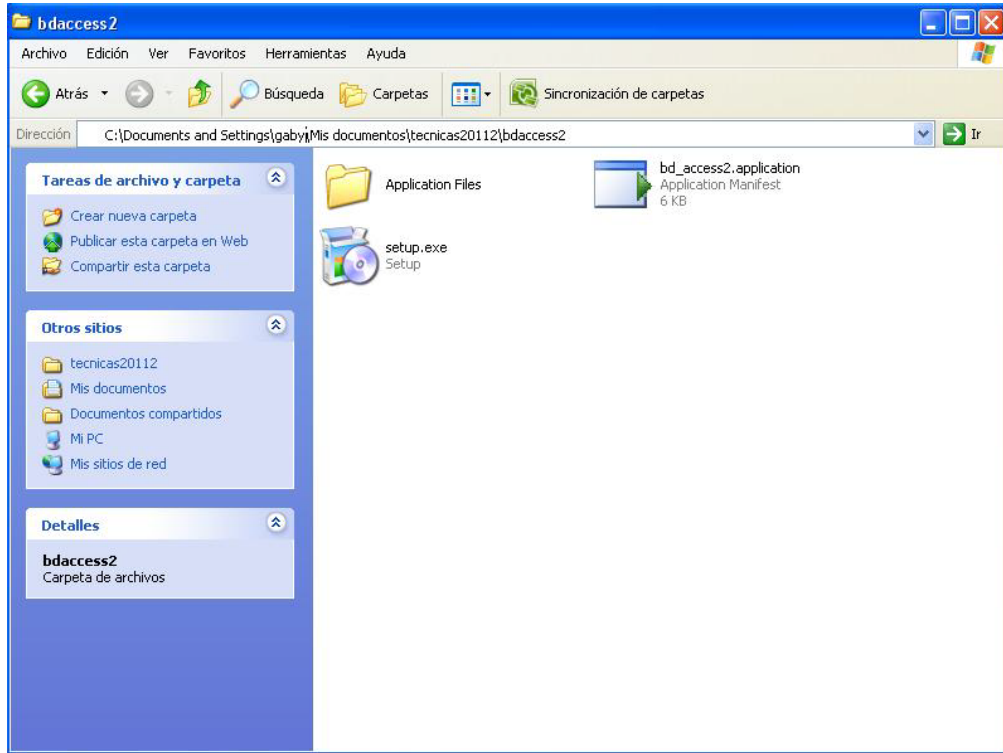 bdaccess2
Archivo Edición Ver Favoritos Herramientas Ayuda
Atrás Búsqueda Carpetas Sincronización de carpetas
Dirección C:\Documents and Settings\gaby\Mis documentos\tecnicas20112\bdaccess2 Ir
Tareas de archivo y carpeta
Crear nueva carpeta
Publicar esta carpeta en Web
Compartir esta carpeta
Otros sitios
tecnicas20112
Mis documentos
Documentos compartidos
Mi PC
Mis sitios de red
Detalles
bdaccess2
Carpeta de archivos
Application Files
bd_access2.application
Application Manifest
6 KB
setup.exe
Setup